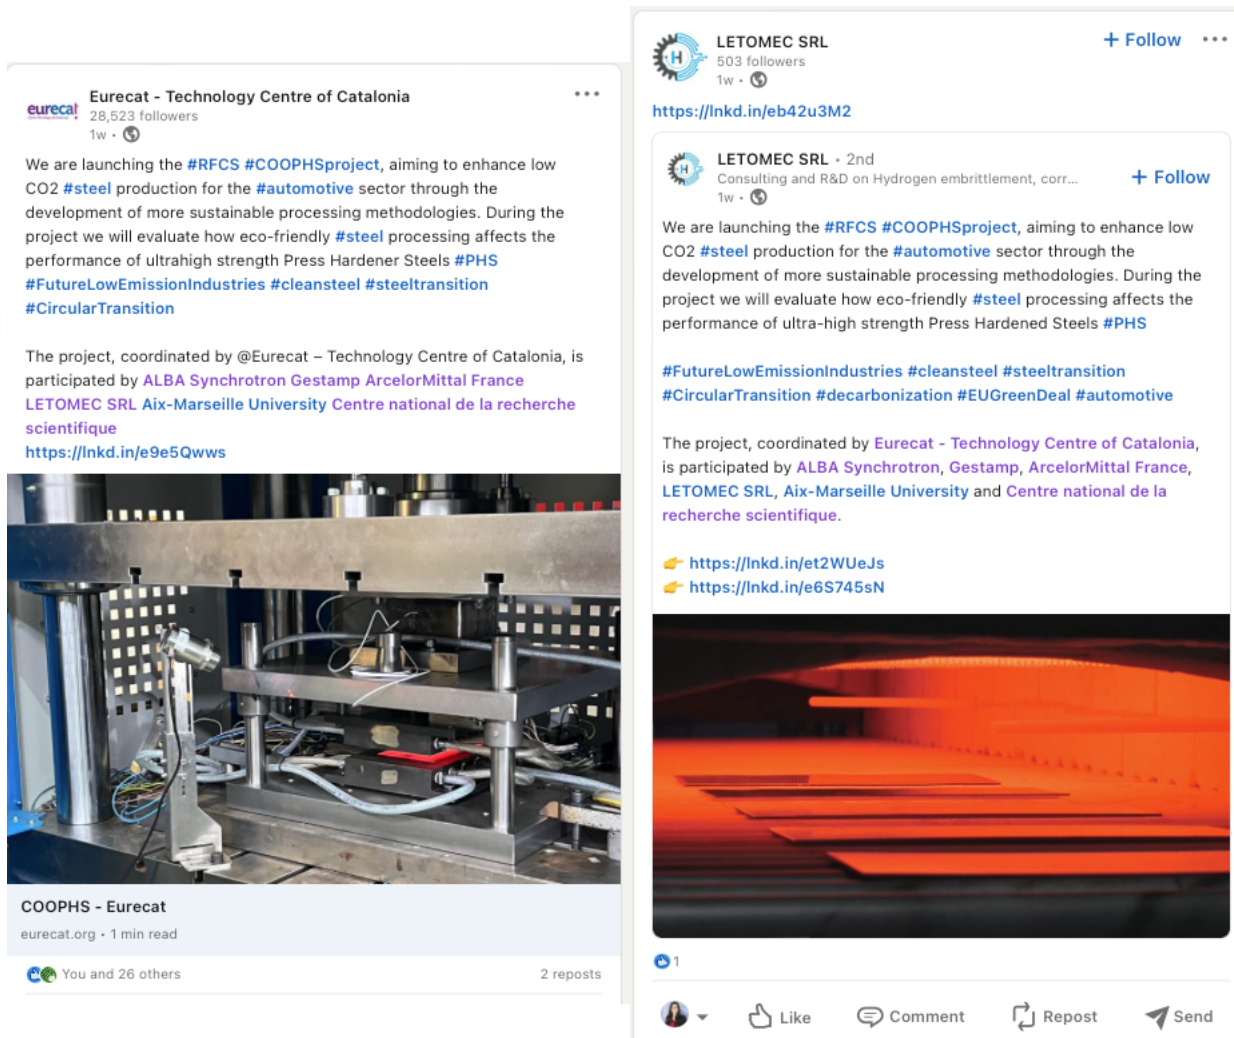 eurecat
Eurecat - Technology Centre of Catalonia
28,523 followers
1w •
We are launching the #RFCS #COOPHSproject, aiming to enhance low
CO2 #steel production for the #automotive sector through the
development of more sustainable processing methodologies. During the
project we will evaluate how eco-friendly #steel processing affects the
performance of ultrahigh strength Press Hardener Steels #PHS
#FutureLowEmissionIndustries #cleansteel #steeltransition
#CircularTransition
The project, coordinated by @Eurecat – Technology Centre of Catalonia, is
participated by ALBA Synchrotron Gestamp ArcelorMittal France
LETOMEC SRL Aix-Marseille University Centre national de la recherche
scientifique
https://lnkd.in/e9e5Qwws
COOPHS - Eurecat
eurecat.org • 1 min read
You and 26 others
2 reposts
H
LETOMEC SRL
503 followers
1w •
+ Follow
https://lnkd.in/eb42u3M2
H
LETOMEC SRL • 2nd
Consulting and R&D on Hydrogen embrittlement, corr...
1w •
+ Follow
We are launching the #RFCS #COOPHSproject, aiming to enhance low
CO2 #steel production for the #automotive sector through the
development of more sustainable processing methodologies. During the
project we will evaluate how eco-friendly #steel processing affects the
performance of ultra-high strength Press Hardened Steels #PHS
#FutureLowEmissionIndustries #cleansteel #steeltransition
#CircularTransition #decarbonization #EUGreenDeal #automotive
The project, coordinated by Eurecat - Technology Centre of Catalonia,
is participated by ALBA Synchrotron, Gestamp, ArcelorMittal France,
LETOMEC SRL, Aix-Marseille University and Centre national de la
recherche scientifique.
👉 https://lnkd.in/et2WUeJs
👉 https://lnkd.in/e6S745sN
1
Like
Comment
Repost
Send